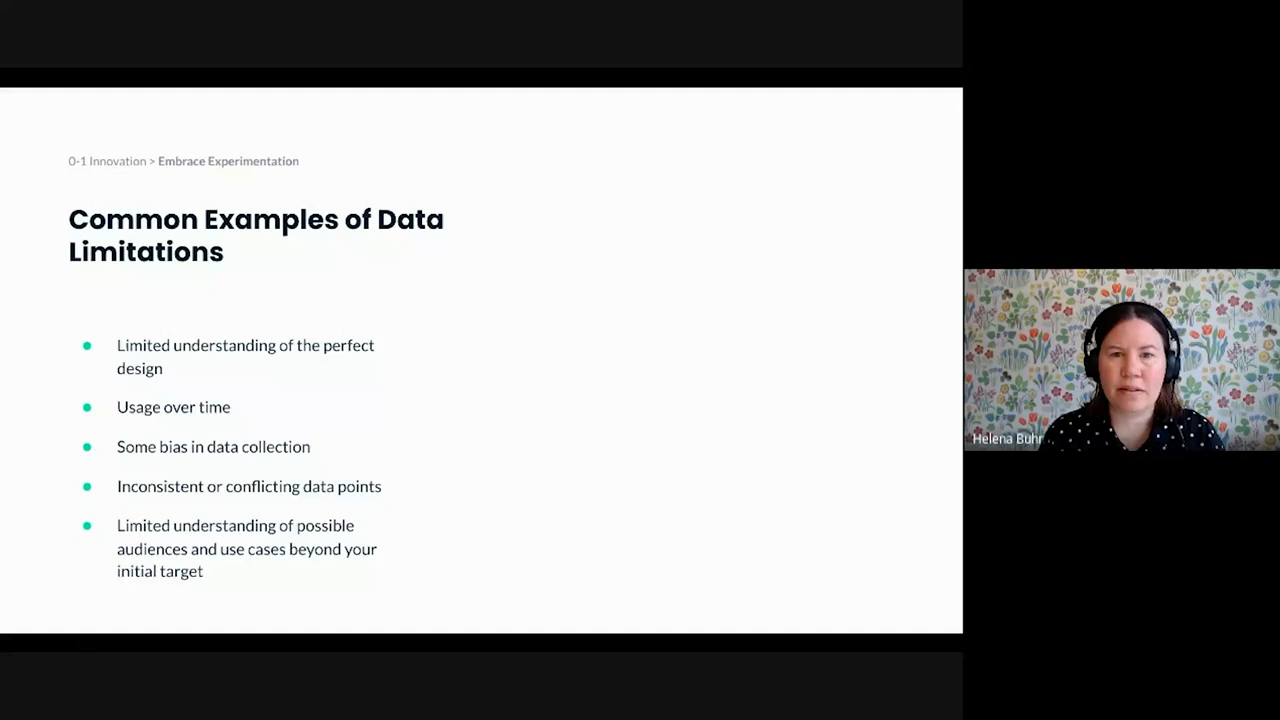 0-1 Innovation > Embrace Experimentation
Common Examples of Data
Limitations
Limited understanding of the perfect
design
Usage over time
Some bias in data collection
Inconsistent or conflicting data points
Limited understanding of possible
audiences and use cases beyond your
initial target
Helena Buhr